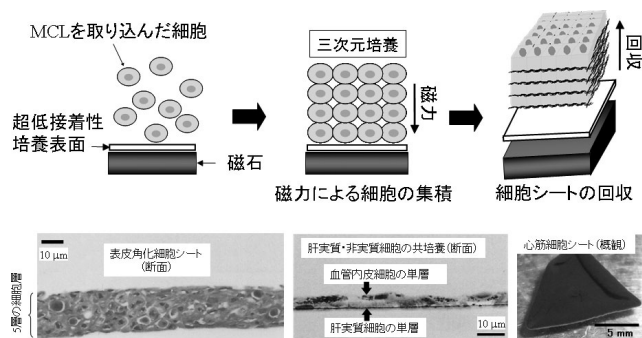 MCLを取り込んだ細胞
超低接着性
培養表面
磁石
三次元培養
磁力
磁力による細胞の集積
回収
細胞シートの回収
10 μm
表皮角化細胞シート
(断面)
5層の細胞層
肝実質・非実質細胞の共培養(断面)
血管内皮細胞の単層
肝実質細胞の単層
10 μm
心筋細胞シート(概観)
5 mm